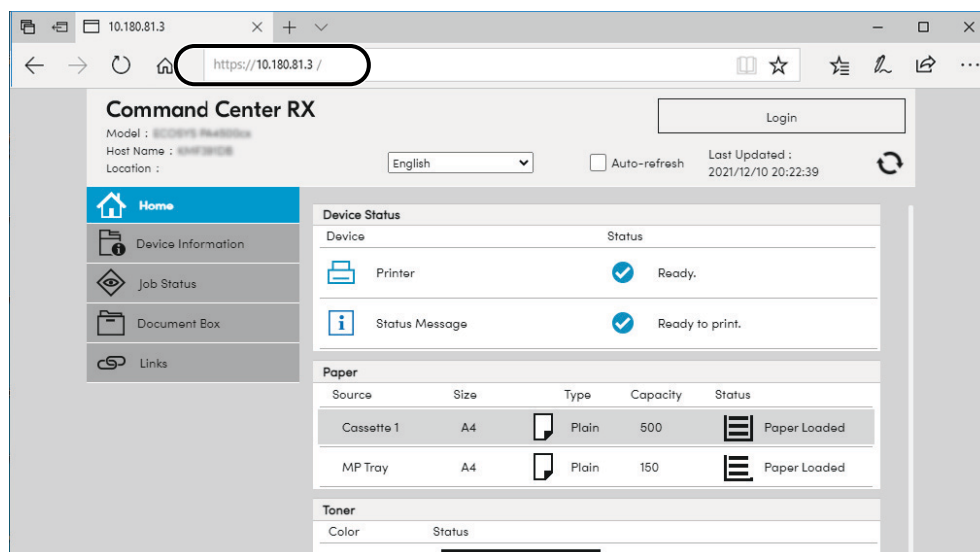 10.180.81.3
https://10.180.81.3 /
Command Center RX
Login
Model :
Host Name :
Location :
English
Auto-refresh
Last Updated :
2021/12/10 20:22:39
Home
Device Information
Job Status
Document Box
Links
Device Status
Device Status
Printer Ready.
Status Message Ready to print.
Paper
Source Size Type Capacity Status
Cassette 1 A4 Plain 500 Paper Loaded
MP Tray A4 Plain 150 Paper Loaded
Toner
Color Status